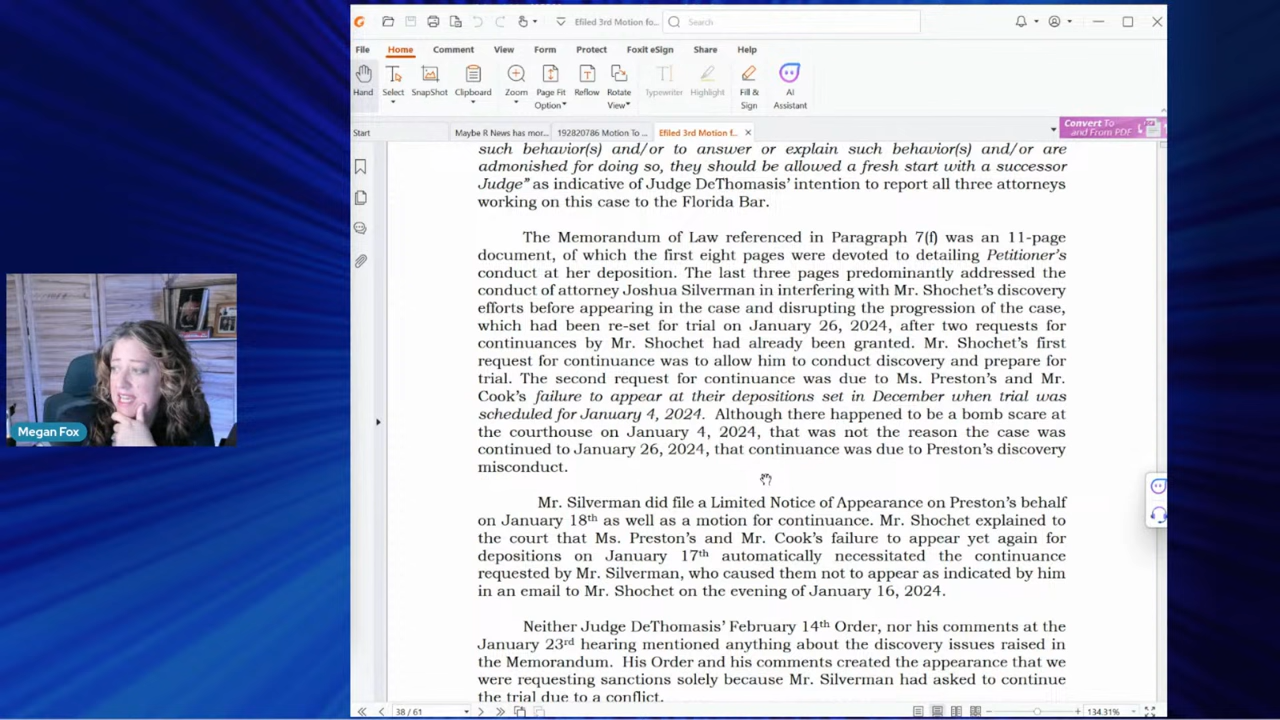 Efiled 3rd Motion fo...
Search
File
Home
Comment
View
Form
Protect
Foxit eSign
Share
Help
Hand
Select
SnapShot
Clipboard
Zoom
Page Fit Option
Reflow
Rotate View
Typewriter
Highlight
Fill & Sign
AI Assistant
Start
Maybe R News has mor...
192820786 Motion To ...
Efiled 3rd Motion f...
Convert To
and From PDF
such behavior(s) and/or to answer or explain such behavior(s) and/or are
admonished for doing so, they should be allowed a fresh start with a successor
Judge” as indicative of Judge DeThomasis’ intention to report all three attorneys
working on this case to the Florida Bar.
The Memorandum of Law referenced in Paragraph 7(f) was an 11-page
document, of which the first eight pages were devoted to detailing Petitioner’s
conduct at her deposition. The last three pages predominantly addressed the
conduct of attorney Joshua Silverman in interfering with Mr. Shochet’s discovery
efforts before appearing in the case and disrupting the progression of the case,
which had been re-set for trial on January 26, 2024, after two requests for
continuances by Mr. Shochet had already been granted. Mr. Shochet’s first
request for continuance was to allow him to conduct discovery and prepare for
trial. The second request for continuance was due to Ms. Preston’s and Mr.
Cook’s failure to appear at their depositions set in December when trial was
scheduled for January 4, 2024. Although there happened to be a bomb scare at
the courthouse on January 4, 2024, that was not the reason the case was
continued to January 26, 2024, that continuance was due to Preston’s discovery
misconduct.
Mr. Silverman did file a Limited Notice of Appearance on Preston’s behalf
on January 18th as well as a motion for continuance. Mr. Shochet explained to
the court that Ms. Preston’s and Mr. Cook’s failure to appear yet again for
depositions on January 17th automatically necessitated the continuance
requested by Mr. Silverman, who caused them not to appear as indicated by him
in an email to Mr. Shochet on the evening of January 16, 2024.
Neither Judge DeThomasis’ February 14th Order, nor his comments at the
January 23rd hearing mentioned anything about the discovery issues raised in
the Memorandum. His Order and his comments created the appearance that we
were requesting sanctions solely because Mr. Silverman had asked to continue
the trial due to a conflict.
Megan Fox
38 / 61
134.31%